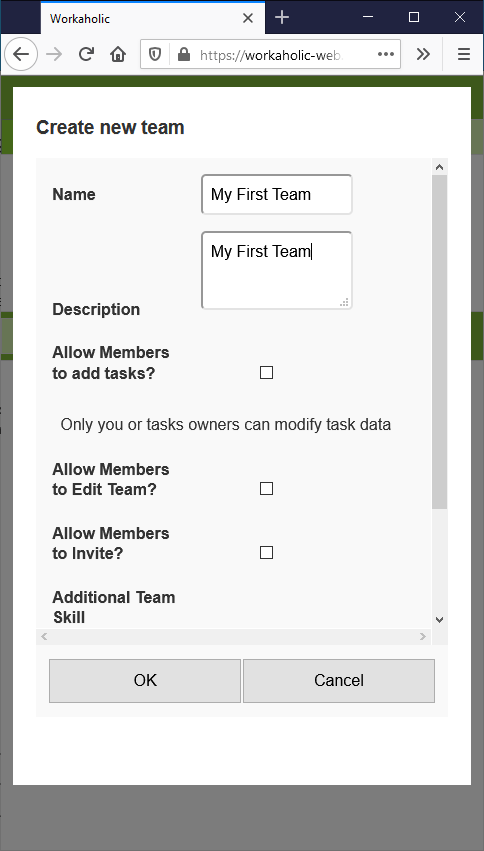 Workaholic
https://workaholic-web
Create new team
Name
My First Team
My First Team
Description
Allow Members
to add tasks?
Only you or tasks owners can modify task data
Allow Members
to Edit Team?
Allow Members
to Invite?
Additional Team
Skill
OK
Cancel